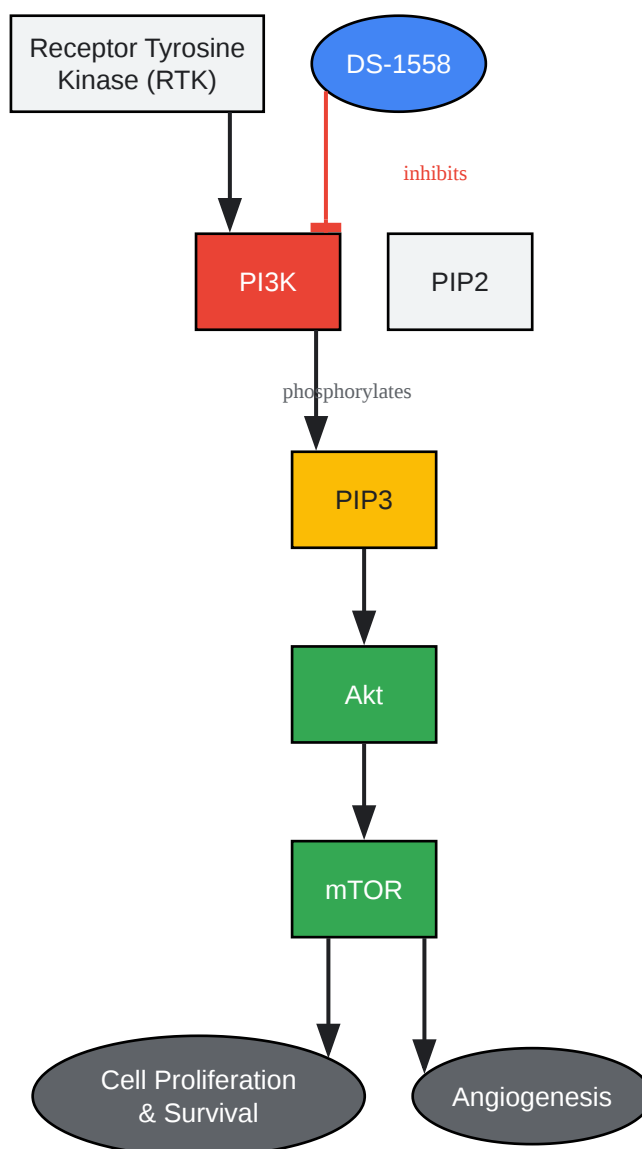 Receptor Tyrosine
Kinase (RTK)
DS-1558
inhibits
PI3K
PIP2
phosphorylates
PIP3
Akt
mTOR
Cell Proliferation
& Survival
Angiogenesis